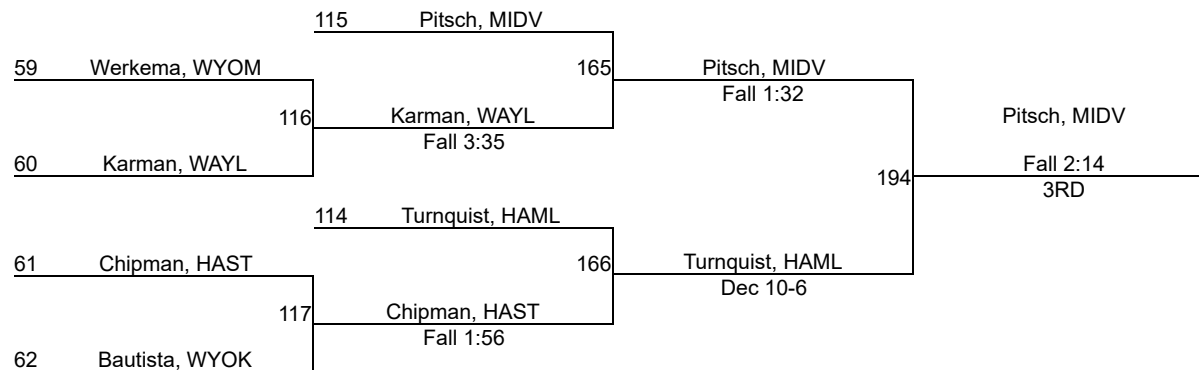 115 Pitsch, MIDV
59 Werkema, WYOM
165 Pitsch, MIDV
Fall 1:32
116 Karman, WAYL
Fall 3:35
Pitsch, MIDV
60 Karman, WAYL
194 Fall 2:14
3RD
114 Turnquist, HAML
61 Chipman, HAST
166 Turnquist, HAML
Dec 10-6
117 Chipman, HAST
Fall 1:56
62 Bautista, WYOK